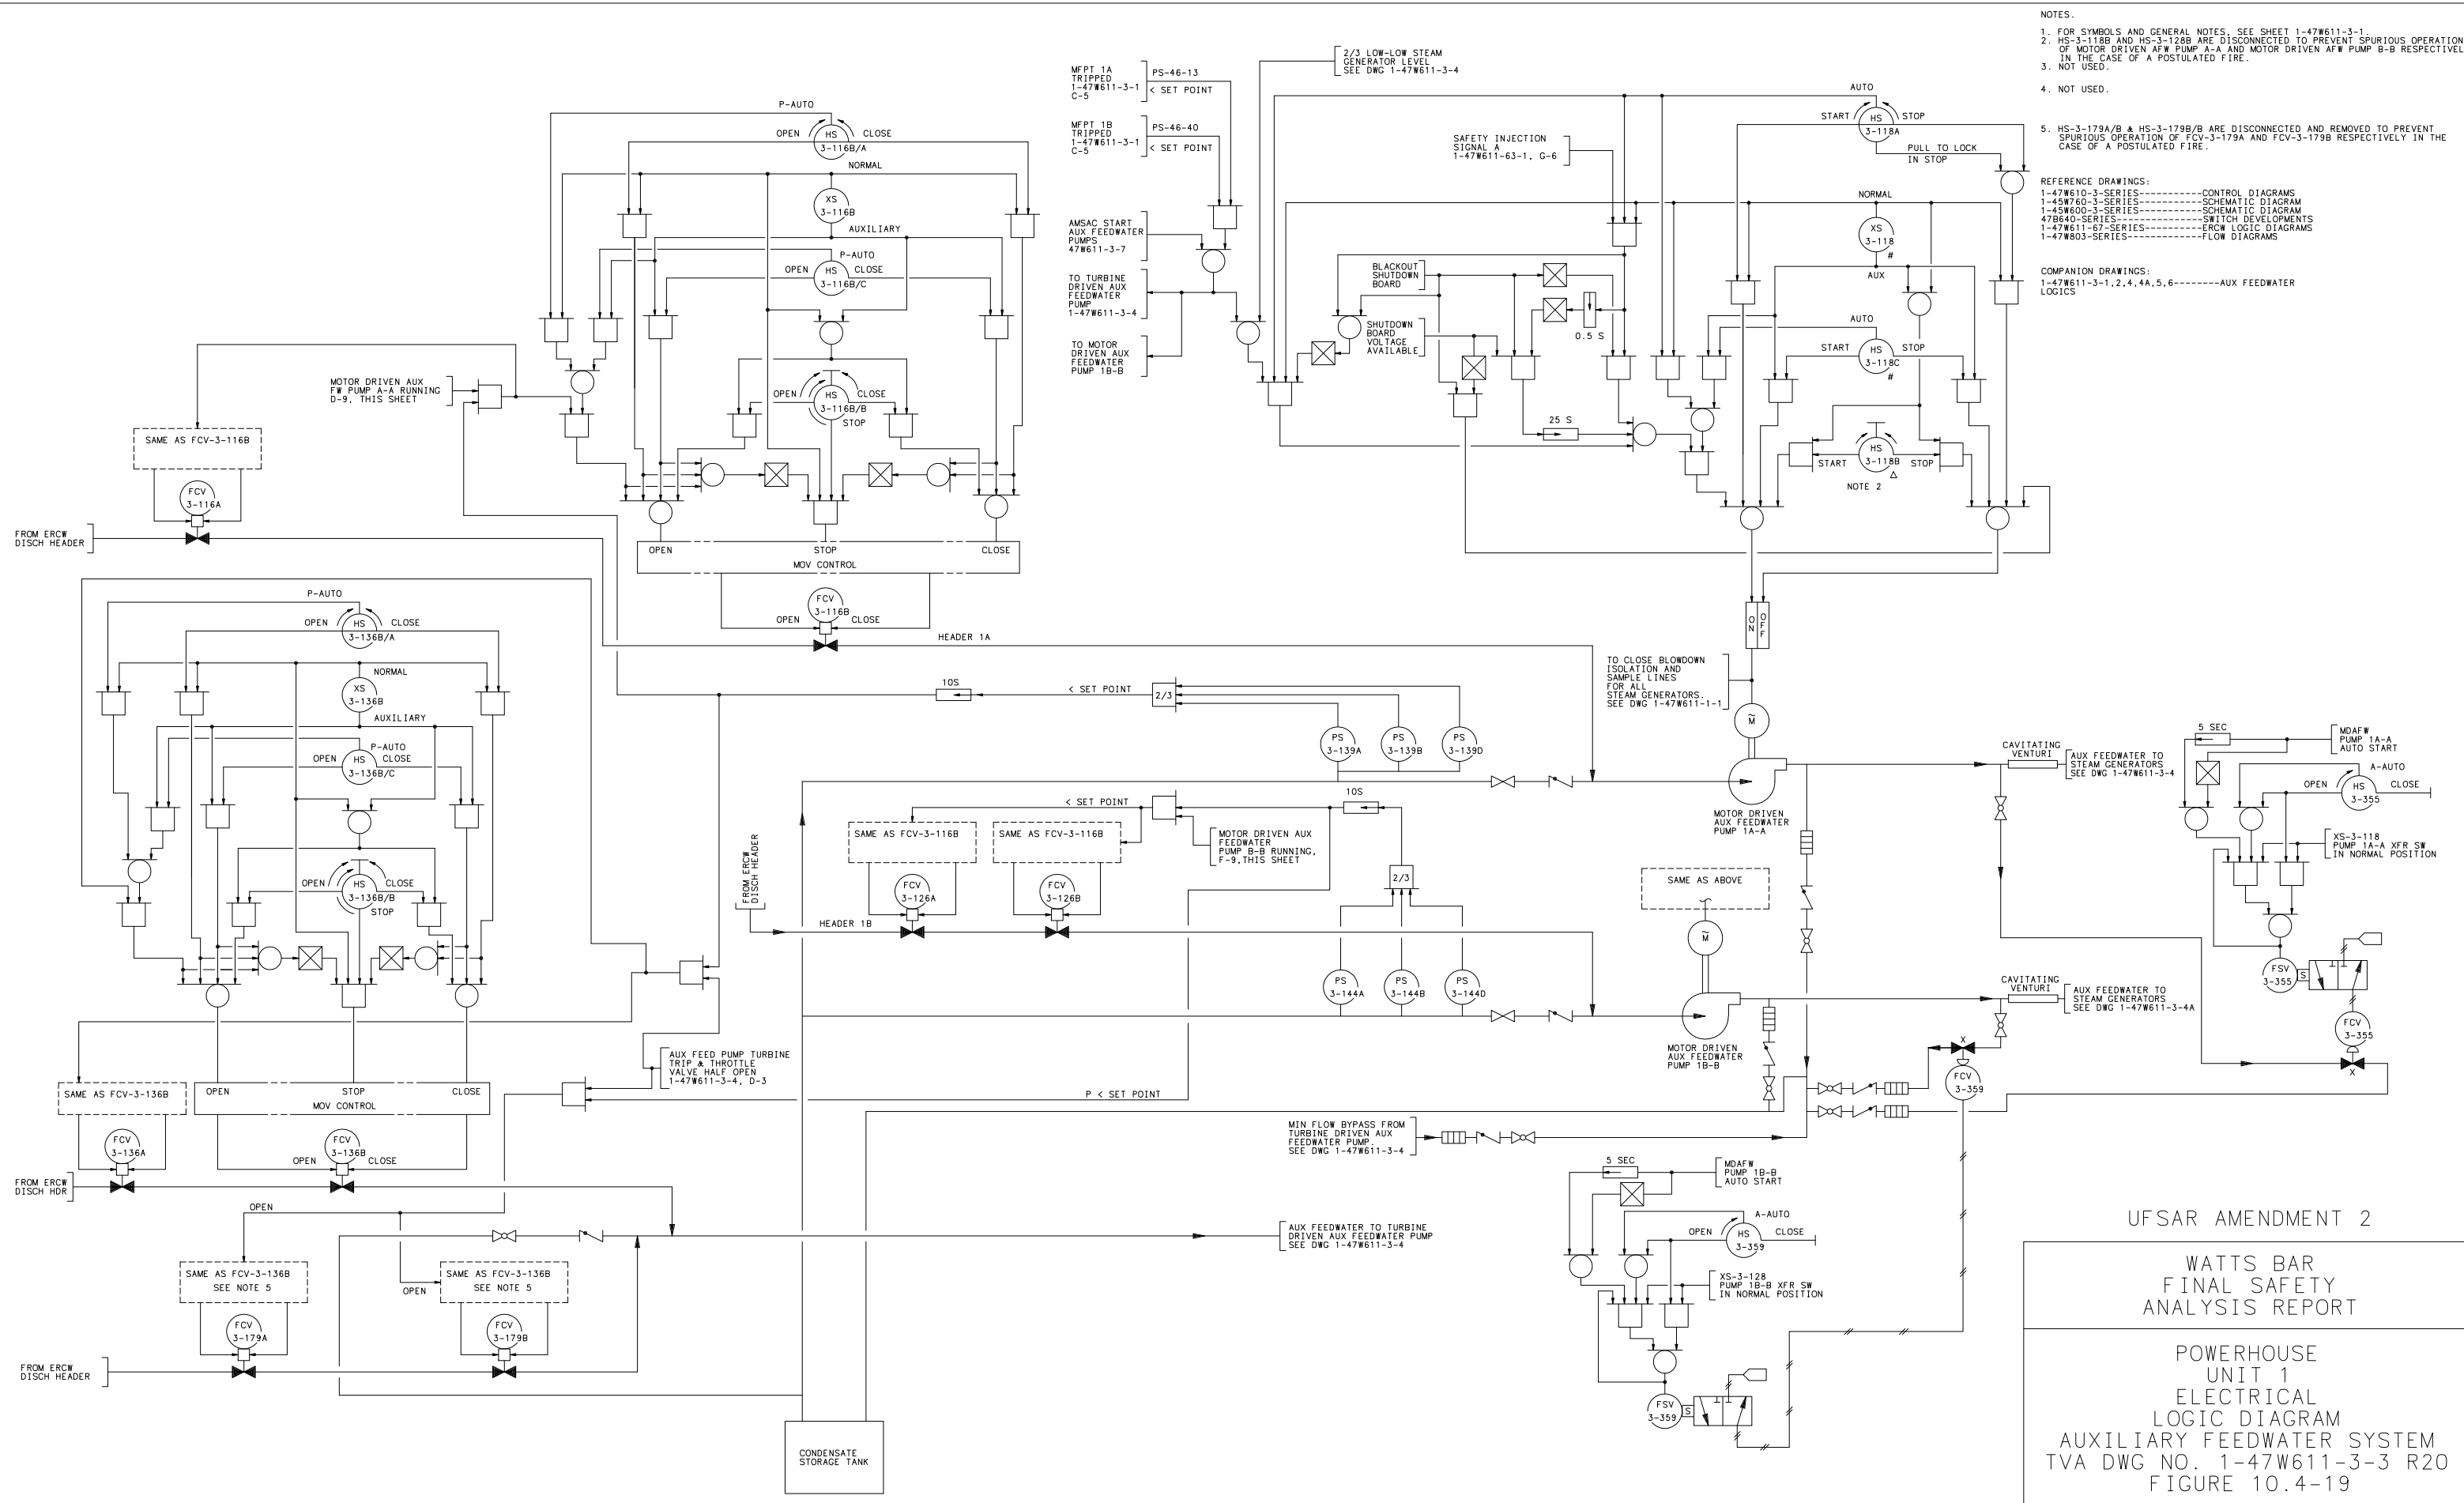 NOTES.
1. FOR SYMBOLS AND GENERAL NOTES, SEE SHEET 1-47W611-3-1.
2. HS-3-118B AND HS-3-128B ARE DISCONNECTED TO PREVENT SPURIOUS OPERATION
OF MOTOR DRIVEN AFW PUMP A-A AND MOTOR DRIVEN AFW PUMP B-B RESPECTIVEL
IN THE CASE OF A POSTULATED FIRE.
3. NOT USED.
4. NOT USED.
5. HS-3-179A/B & HS-3-179B/B ARE DISCONNECTED AND REMOVED TO PREVENT
SPURIOUS OPERATION OF FCV-3-179A AND FCV-3-179B RESPECTIVELY IN THE
CASE OF A POSTULATED FIRE.
REFERENCE DRAWINGS:
1-47W610-3-SERIES----------CONTROL DIAGRAMS
1-45W760-3-SERIES----------SCHEMATIC DIAGRAM
1-45W600-3-SERIES----------SCHEMATIC DIAGRAM
47B640-SERIES--------------SWITCH DEVELOPMENTS
1-47W611-67-SERIES---------ERCW LOGIC DIAGRAMS
1-47W803-SERIES------------FLOW DIAGRAMS
COMPANION DRAWINGS:
1-47W611-3-1,2,4,4A,5,6--------AUX FEEDWATER
LOGICS
P-AUTO
OPEN
HS
3-116B/A
CLOSE
NORMAL
XS
3-116B
AUXILIARY
P-AUTO
OPEN
HS
3-116B/C
CLOSE
OPEN
HS
3-116B/B
CLOSE
STOP
MOTOR DRIVEN AUX
FW PUMP A-A RUNNING
D-9, THIS SHEET
SAME AS FCV-3-116B
FCV
3-116A
FROM ERCW
DISCH HEADER
OPEN
STOP
CLOSE
MOV CONTROL
FCV
3-116B
OPEN
CLOSE
HEADER 1A
MFPT 1A
TRIPPED
1-47W611-3-1
C-5
PS-46-13
< SET POINT
MFPT 1B
TRIPPED
1-47W611-3-1
C-5
PS-46-40
< SET POINT
2/3 LOW-LOW STEAM
GENERATOR LEVEL
SEE DWG 1-47W611-3-4
AMSAC START
AUX FEEDWATER
PUMPS
47W611-3-7
TO TURBINE
DRIVEN AUX
FEEDWATER
PUMP
1-47W611-3-4
TO MOTOR
DRIVEN AUX
FEEDWATER
PUMP 1B-B
SAFETY INJECTION
SIGNAL A
1-47W611-63-1, G-6
BLACKOUT
SHUTDOWN
BOARD
SHUTDOWN
BOARD
VOLTAGE
AVAILABLE
0.5 S
25 S
AUTO
START
HS
3-118A
STOP
PULL TO LOCK
IN STOP
NORMAL
XS
3-118
#
AUX
AUTO
START
HS
3-118C
STOP
#
START
HS
3-118B
STOP
Δ
NOTE 2
ON
OFF
TO CLOSE BLOWDOWN
ISOLATION AND
SAMPLE LINES
FOR ALL
STEAM GENERATORS.
SEE DWG 1-47W611-1-1
M
P-AUTO
OPEN
HS
3-136B/A
CLOSE
NORMAL
XS
3-136B
AUXILIARY
P-AUTO
OPEN
HS
3-136B/C
CLOSE
OPEN
HS
3-136B/B
CLOSE
STOP
10S
< SET POINT
2/3
PS
3-139A
PS
3-139B
PS
3-139D
MOTOR DRIVEN
AUX FEEDWATER
PUMP 1A-A
CAVITATING
VENTURI
AUX FEEDWATER TO
STEAM GENERATORS
SEE DWG 1-47W611-3-4
5 SEC
MDAFW
PUMP 1A-A
AUTO START
A-AUTO
OPEN
HS
3-355
CLOSE
XS-3-118
PUMP 1A-A XFR SW
IN NORMAL POSITION
FSV
3-355
S
FCV
3-355
X
< SET POINT
10S
SAME AS FCV-3-116B
SAME AS FCV-3-116B
MOTOR DRIVEN AUX
FEEDWATER
PUMP B-B RUNNING,
F-9,THIS SHEET
FROM ERCW
DISCH HEADER
FCV
3-126A
FCV
3-126B
2/3
HEADER 1B
PS
3-144A
PS
3-144B
PS
3-144D
SAME AS ABOVE
M
MOTOR DRIVEN
AUX FEEDWATER
PUMP 1B-B
CAVITATING
VENTURI
AUX FEEDWATER TO
STEAM GENERATORS
SEE DWG 1-47W611-3-4A
X
FCV
3-359
AUX FEED PUMP TURBINE
TRIP & THROTTLE
VALVE HALF OPEN
1-47W611-3-4, D-3
P < SET POINT
SAME AS FCV-3-136B
OPEN
STOP
CLOSE
MOV CONTROL
FCV
3-136A
FCV
3-136B
OPEN
CLOSE
FROM ERCW
DISCH HDR
MIN FLOW BYPASS FROM
TURBINE DRIVEN AUX
FEEDWATER PUMP.
SEE DWG 1-47W611-3-4
OPEN
OPEN
SAME AS FCV-3-136B
SEE NOTE 5
SAME AS FCV-3-136B
SEE NOTE 5
FCV
3-179A
FCV
3-179B
FROM ERCW
DISCH HEADER
AUX FEEDWATER TO TURBINE
DRIVEN AUX FEEDWATER PUMP
SEE DWG 1-47W611-3-4
5 SEC
MDAFW
PUMP 1B-B
AUTO START
A-AUTO
OPEN
HS
3-359
CLOSE
XS-3-128
PUMP 1B-B XFR SW
IN NORMAL POSITION
FSV
3-359
S
CONDENSATE
STORAGE TANK
UFSAR AMENDMENT 2
WATTS BAR
FINAL SAFETY
ANALYSIS REPORT
POWERHOUSE
UNIT 1
ELECTRICAL
LOGIC DIAGRAM
AUXILIARY FEEDWATER SYSTEM
TVA DWG NO. 1-47W611-3-3 R20
FIGURE 10.4-19